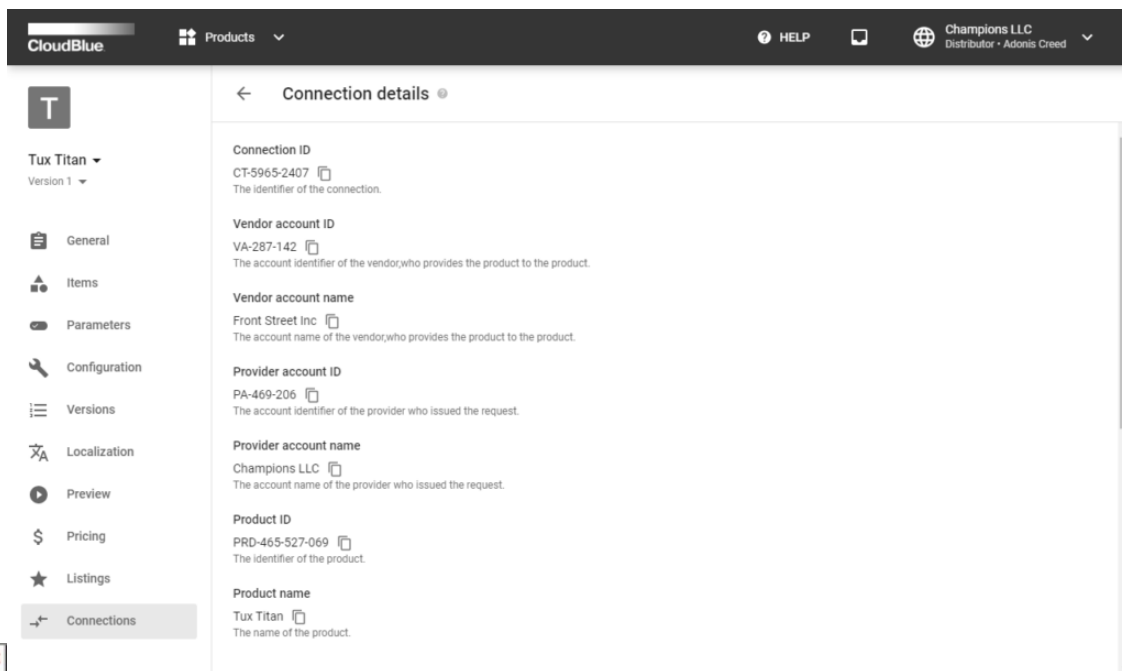 CloudBlue
Products
HELP
Champions LLC
Distributor • Adonis Creed
T
Tux Titan
Version 1
General
Items
Parameters
Configuration
Versions
Localization
Preview
Pricing
Listings
Connections
Connection details
Connection ID
CT-5965-2407
The identifier of the connection.
Vendor account ID
VA-287-142
The account identifier of the vendor,who provides the product to the product.
Vendor account name
Front Street Inc
The account name of the vendor,who provides the product to the product.
Provider account ID
PA-469-206
The account identifier of the provider who issued the request.
Provider account name
Champions LLC
The account name of the provider who issued the request.
Product ID
PRD-465-527-069
The identifier of the product.
Product name
Tux Titan
The name of the product.